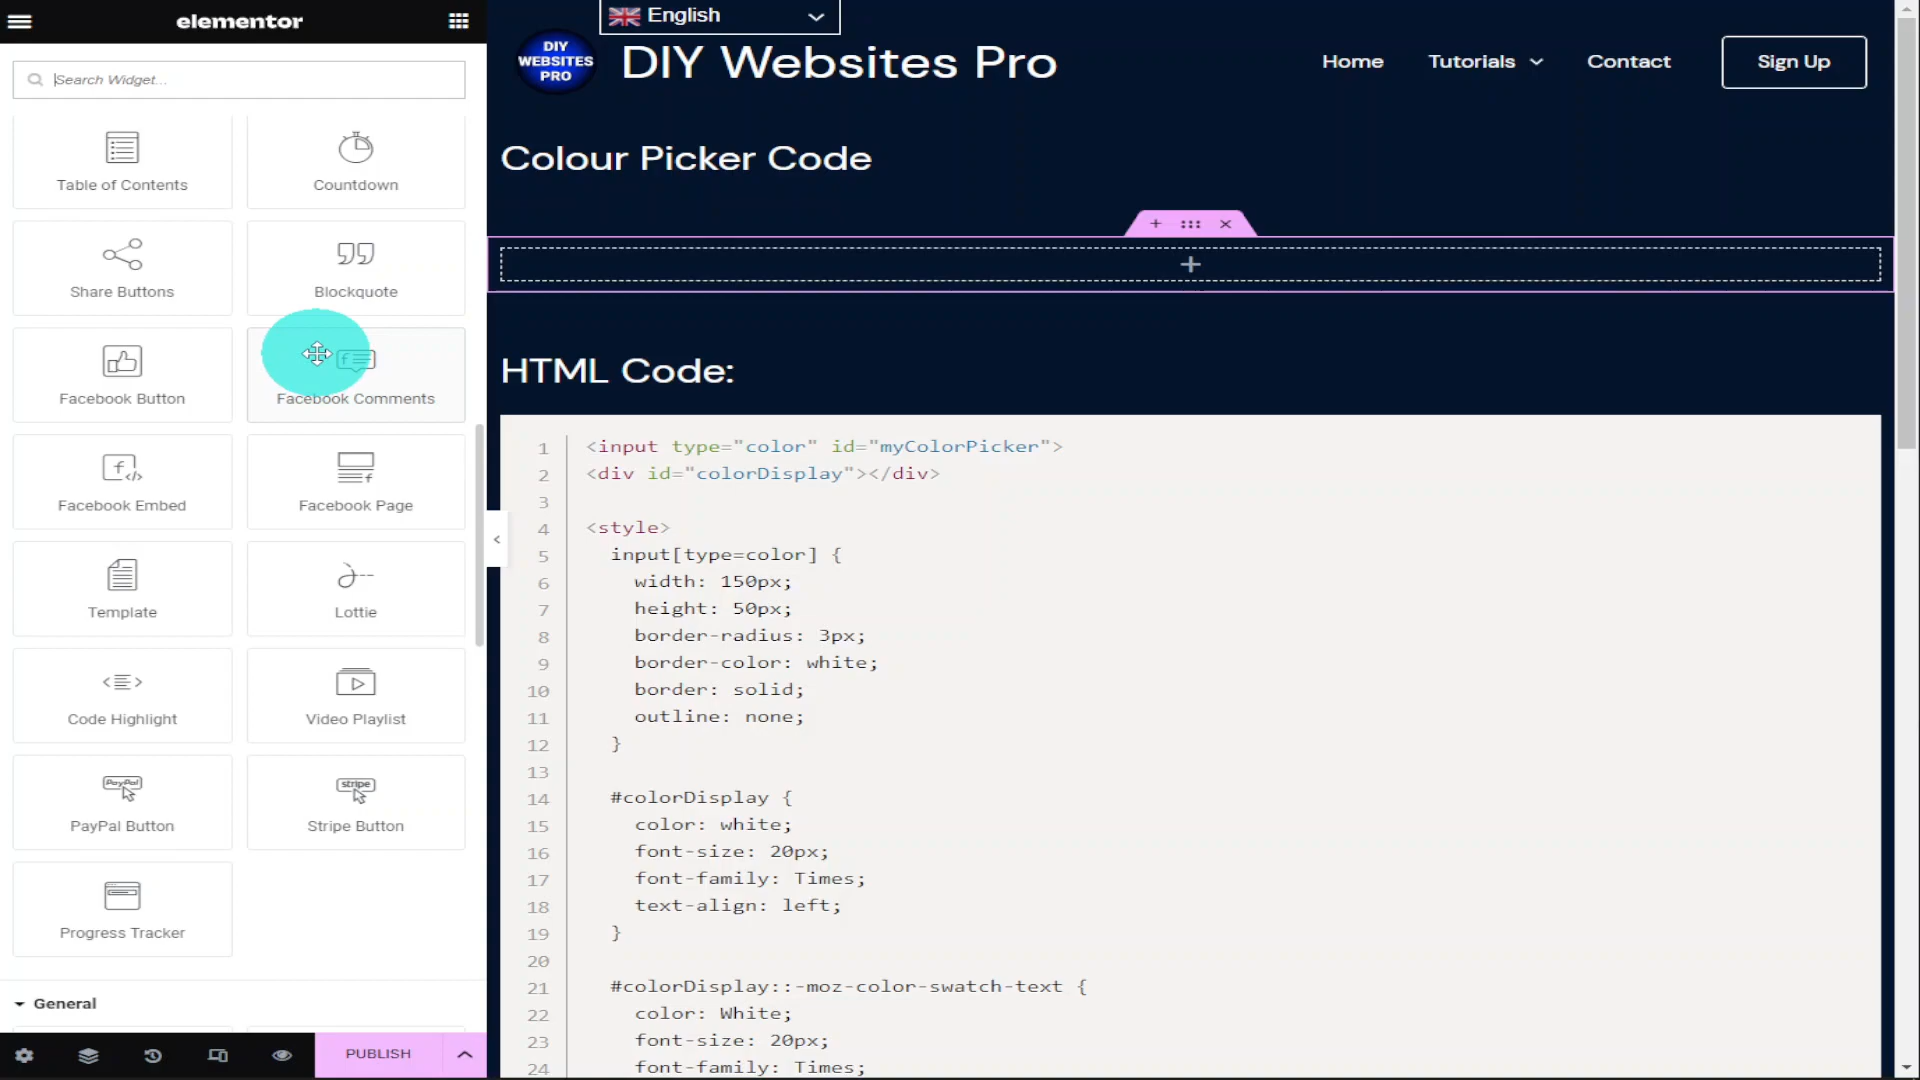 elementor
Search Widget...
Table of Contents
Countdown
Share Buttons
Blockquote
Facebook Button
Facebook Comments
Facebook Embed
Facebook Page
Template
Lottie
Code Highlight
Video Playlist
PayPal
PayPal Button
stripe
Stripe Button
Progress Tracker
General
PUBLISH
English
DIY
WEBSITES
PRO
DIY Websites Pro
Home
Tutorials
Contact
Sign Up
Colour Picker Code
HTML Code:
1 <input type="color" id="myColorPicker">
2 <div id="colorDisplay"></div>
3
4 <style>
5 input[type=color] {
6 width: 150px;
7 height: 50px;
8 border-radius: 3px;
9 border-color: white;
10 border: solid;
11 outline: none;
12 }
13
14 #colorDisplay {
15 color: white;
16 font-size: 20px;
17 font-family: Times;
18 text-align: left;
19 }
20
21 #colorDisplay::-moz-color-swatch-text {
22 color: White;
23 font-size: 20px;
24 font-family: Times;